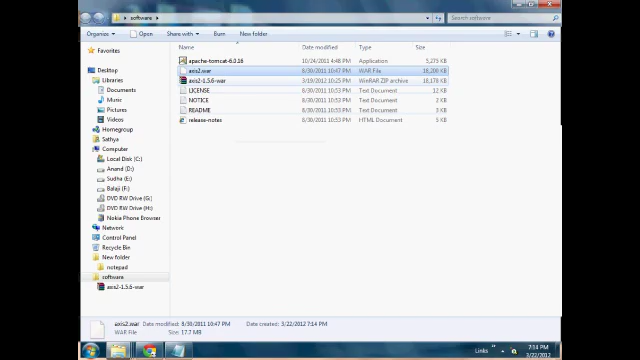 software
Search software
Organize
Open
Burn
New folder
Favorites
Desktop
Libraries
Documents
Music
Pictures
Videos
Homegroup
Sathya
Computer
Local Disk (C:)
Anand (D:)
Sudha (E:)
Balaji (F:)
DVD RW Drive (G:)
DVD RW Drive (H:)
Nokia Phone Browser
Network
Control Panel
Recycle Bin
New folder
notepad
software
axis2-1.5.6-war
Name Date modified Type Size
apache-tomcat-6.0.18 10/24/2011 4:48 PM Application 5,273 KB
axis2.war 8/30/2011 10:47 PM WAR File 18,206 KB
axis2-1.5.6-war 3/19/2012 10:25 PM WinRAR ZIP archive 18,178 KB
LICENSE 8/30/2011 10:53 PM Text Document 12 KB
NOTICE 8/30/2011 10:53 PM Text Document 2 KB
README 8/30/2011 10:53 PM Text Document 3 KB
release-notes 8/30/2011 10:53 PM HTML Document 5 KB
axis2.war Date modified: 8/30/2011 10:47 PM Date created: 3/22/2012 7:14 PM
WAR File Size: 17.7 MB
Links
7:14 PM
3/22/2012